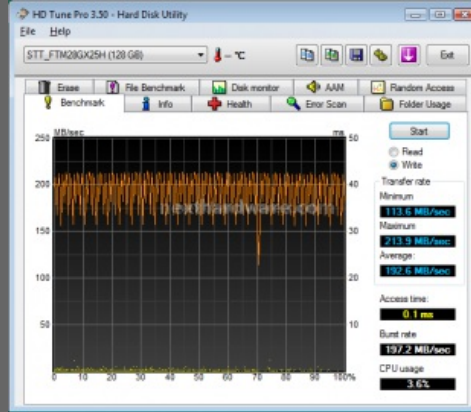 HD Tune Pro 3.50 - Hard Disk Utility
File Help
STT_FTM28GX25H (128 GB) - °C Exit
Erase File Benchmark Disk monitor AAM Random Access
Benchmark Info Health Error Scan Folder Usage
MB/sec ms
250 50
200 40
150 30
100 20
50 10
0 10 20 30 40 50 60 70 80 90 100%
nexthardware.com
Start
Read
Write
Transfer rate
Minimum
113.6 MB/sec
Maximum
213.9 MB/sec
Average:
192.6 MB/sec
Access time:
0.1 ms
Burst rate
197.2 MB/sec
CPU usage
3.6%